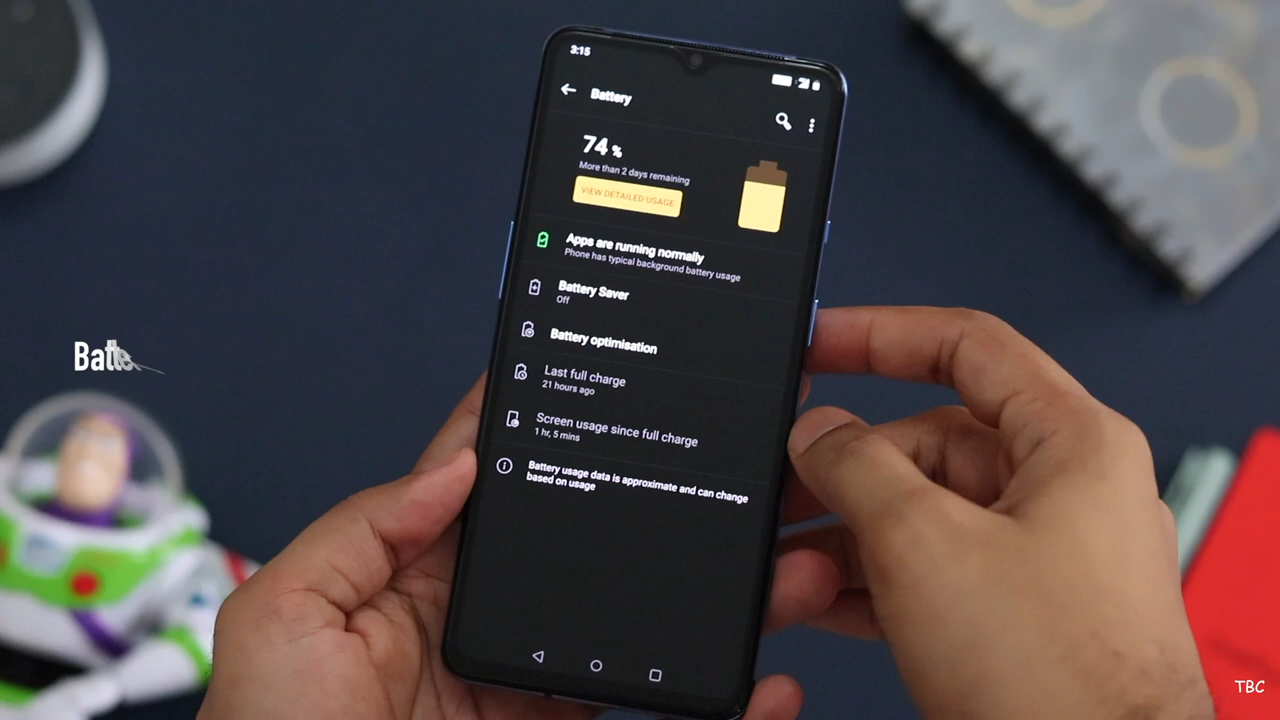 3:15
Battery
74 %
More than 2 days remaining
VIEW DETAILED USAGE
Apps are running normally
Phone has typical background battery usage
Battery Saver
Off
Battery optimisation
Last full charge
21 hours ago
Screen usage since full charge
1 hr, 5 mins
Battery usage data is approximate and can change
based on usage
Batte
TBC